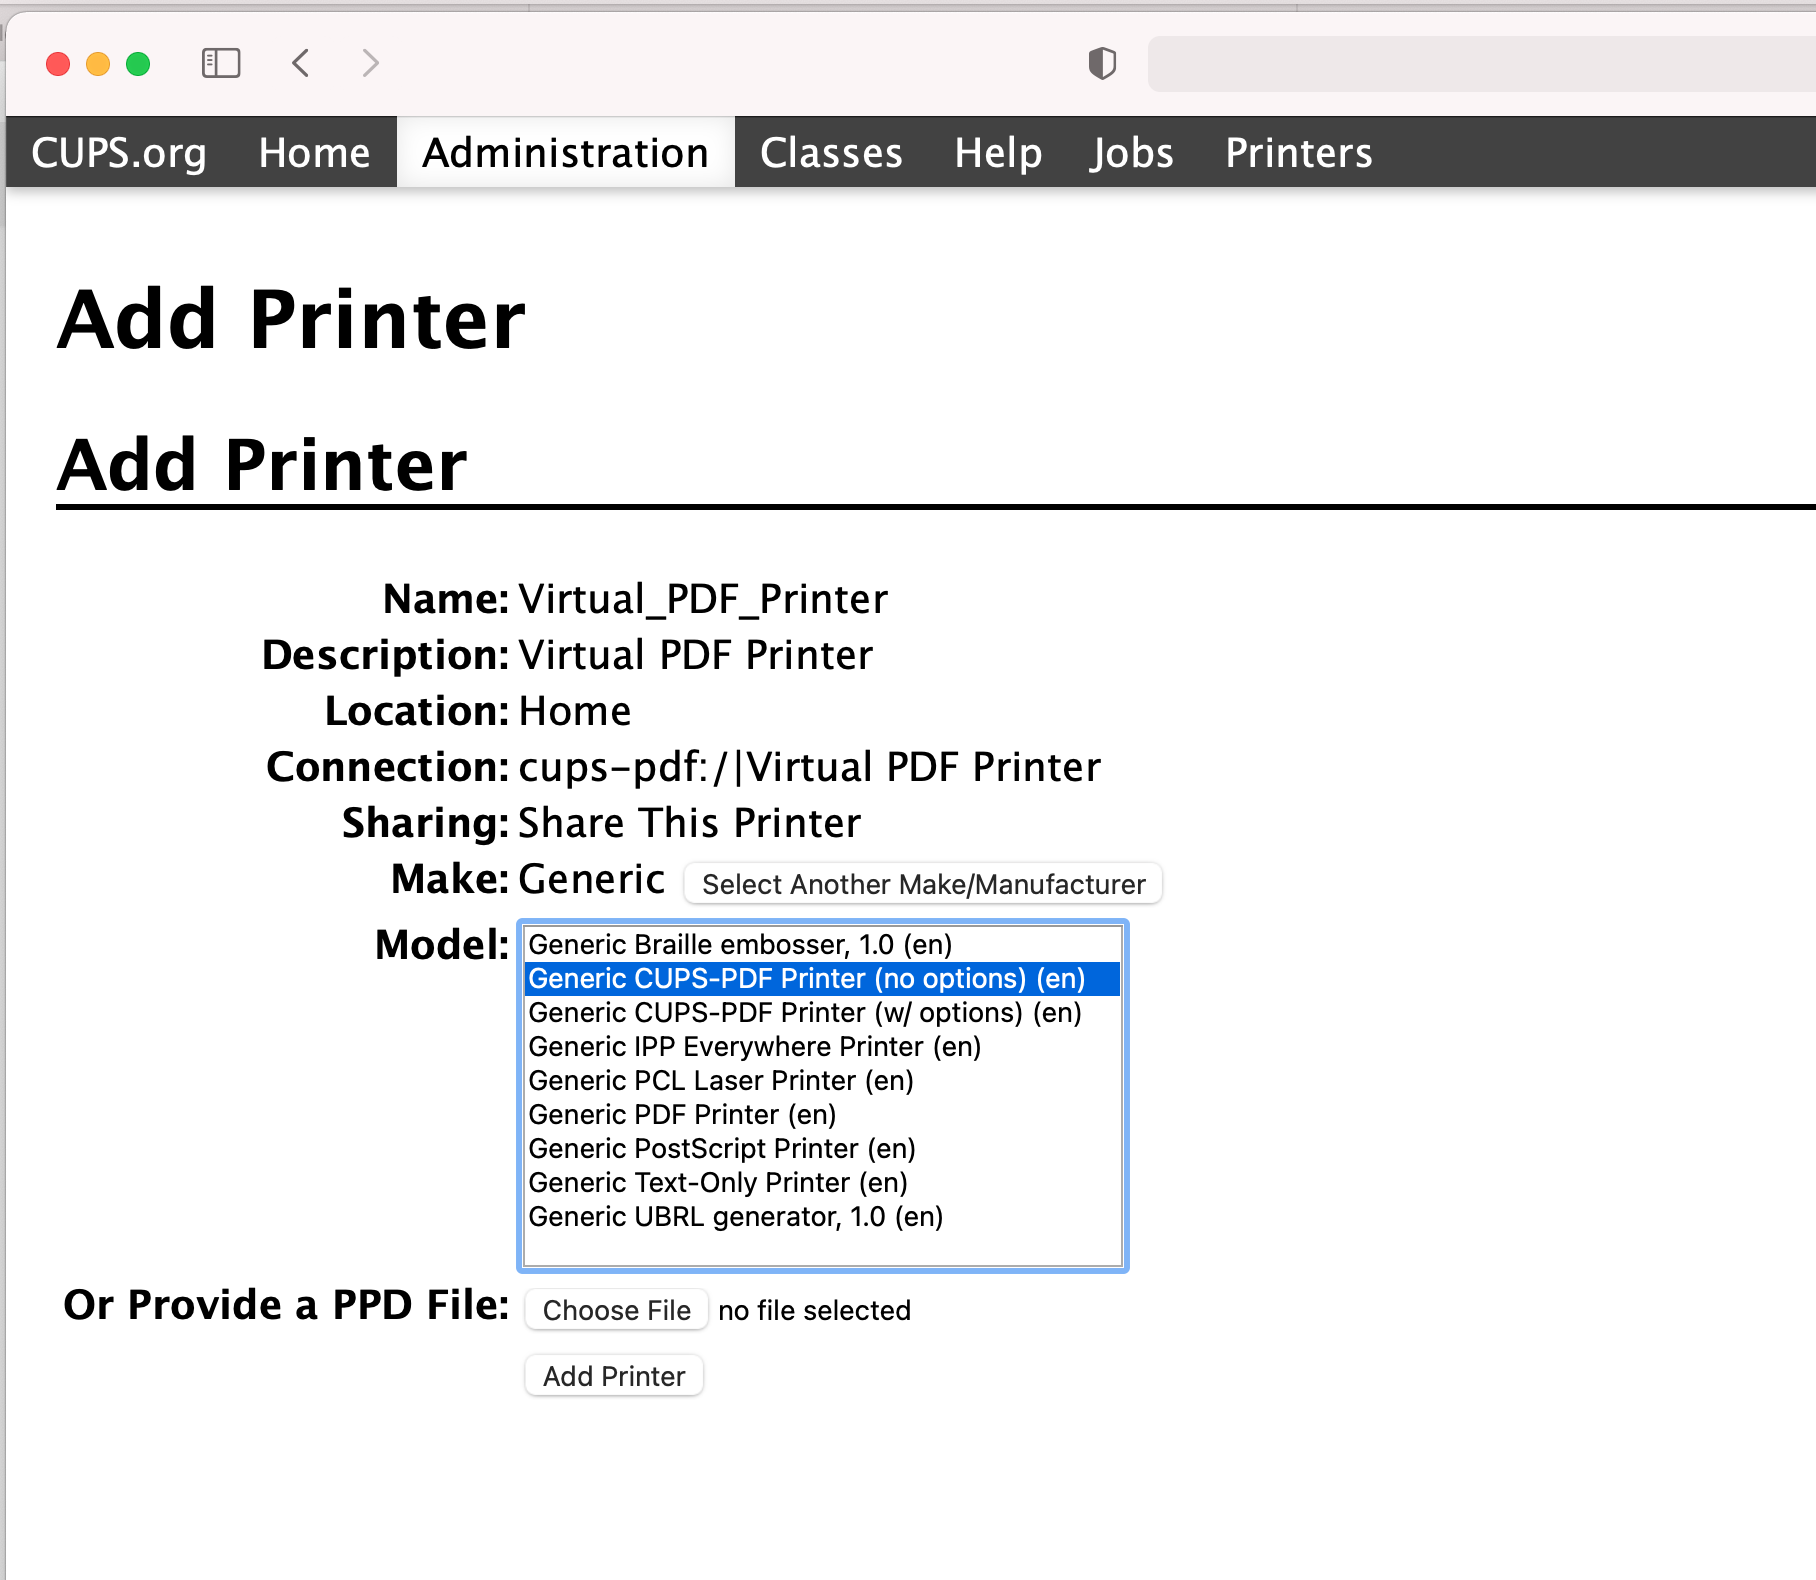 CUPS.org Home Administration Classes Help Jobs Printers
Add Printer
Add Printer
Name: Virtual_PDF_Printer
Description: Virtual PDF Printer
Location: Home
Connection: cups-pdf:/|Virtual PDF Printer
Sharing: Share This Printer
Make: Generic Select Another Make/Manufacturer
Model: Generic Braille embosser, 1.0 (en)
Generic CUPS-PDF Printer (no options) (en)
Generic CUPS-PDF Printer (w/ options) (en)
Generic IPP Everywhere Printer (en)
Generic PCL Laser Printer (en)
Generic PDF Printer (en)
Generic PostScript Printer (en)
Generic Text-Only Printer (en)
Generic UBRL generator, 1.0 (en)
Or Provide a PPD File: Choose File no file selected
Add Printer